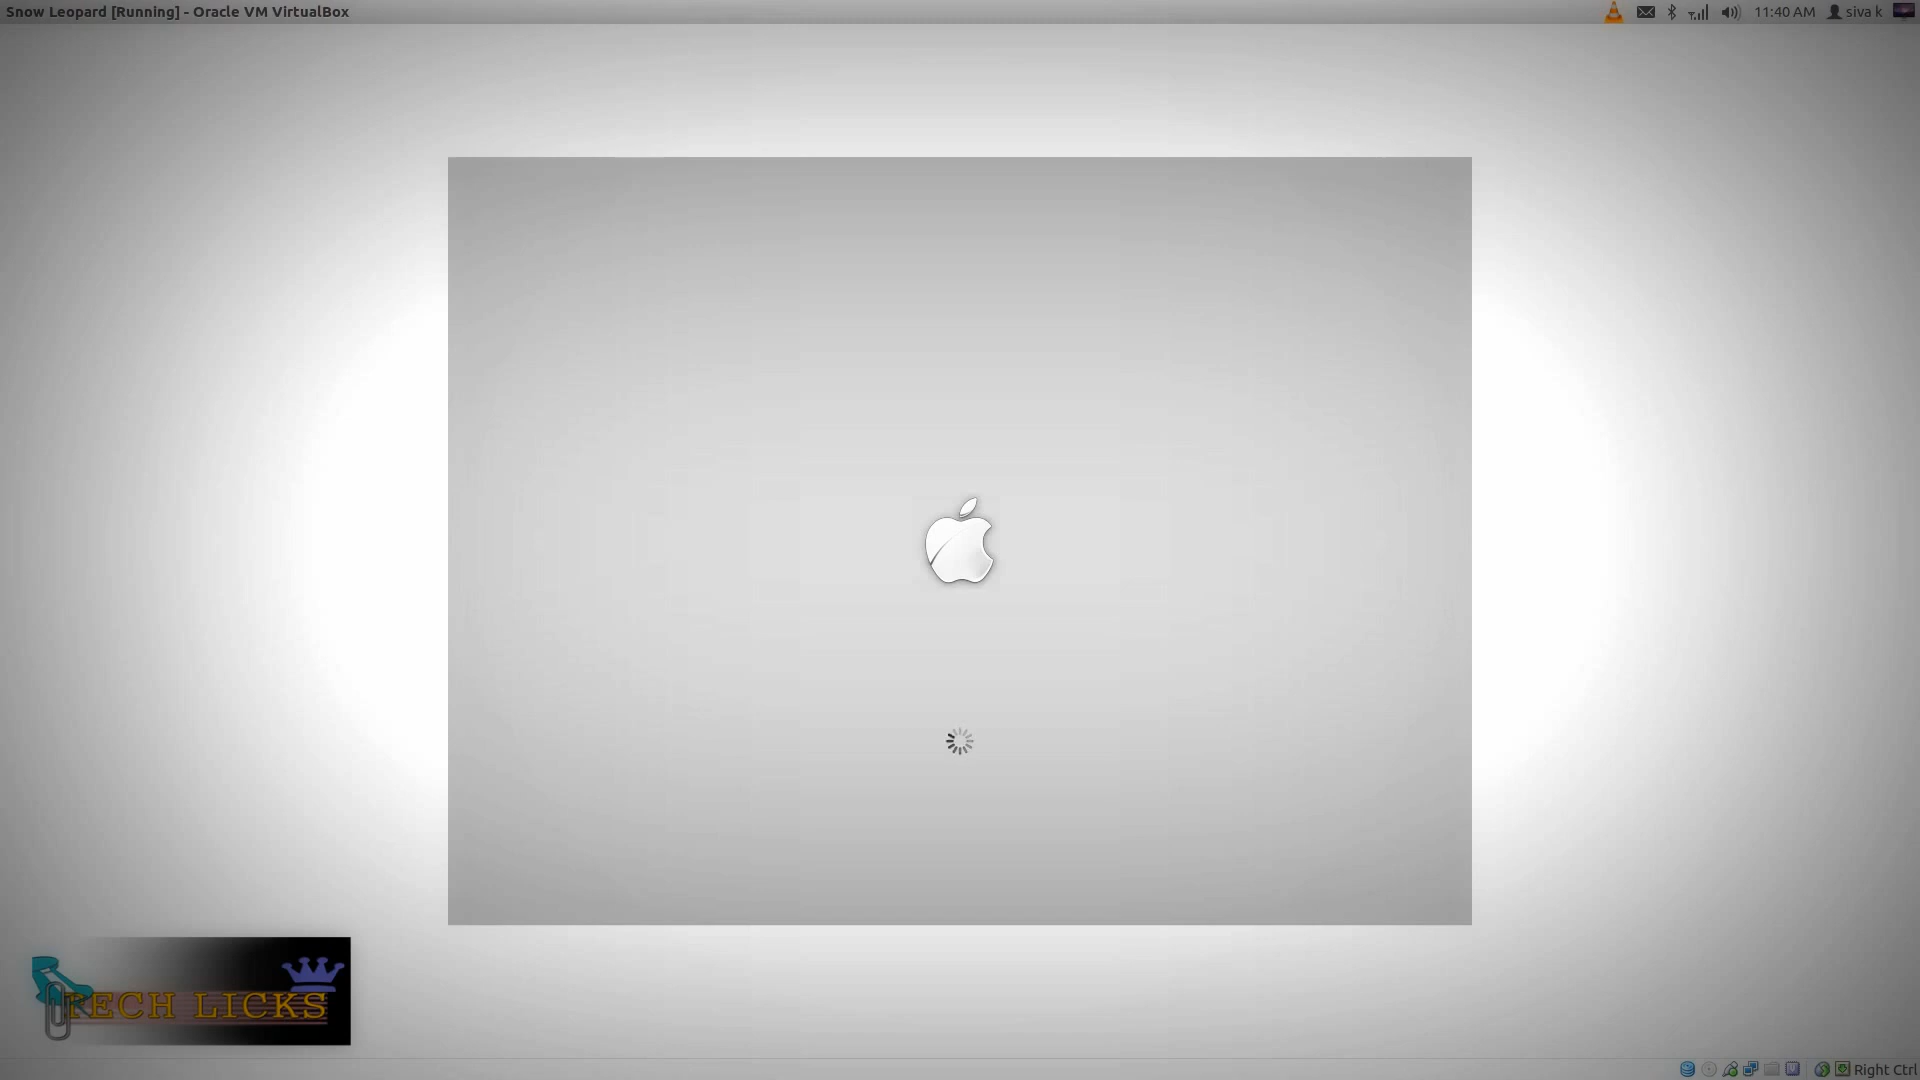 Snow Leopard [Running] - Oracle VM VirtualBox
11:40 AM
siva k
TECH LICKS
Right Ctrl